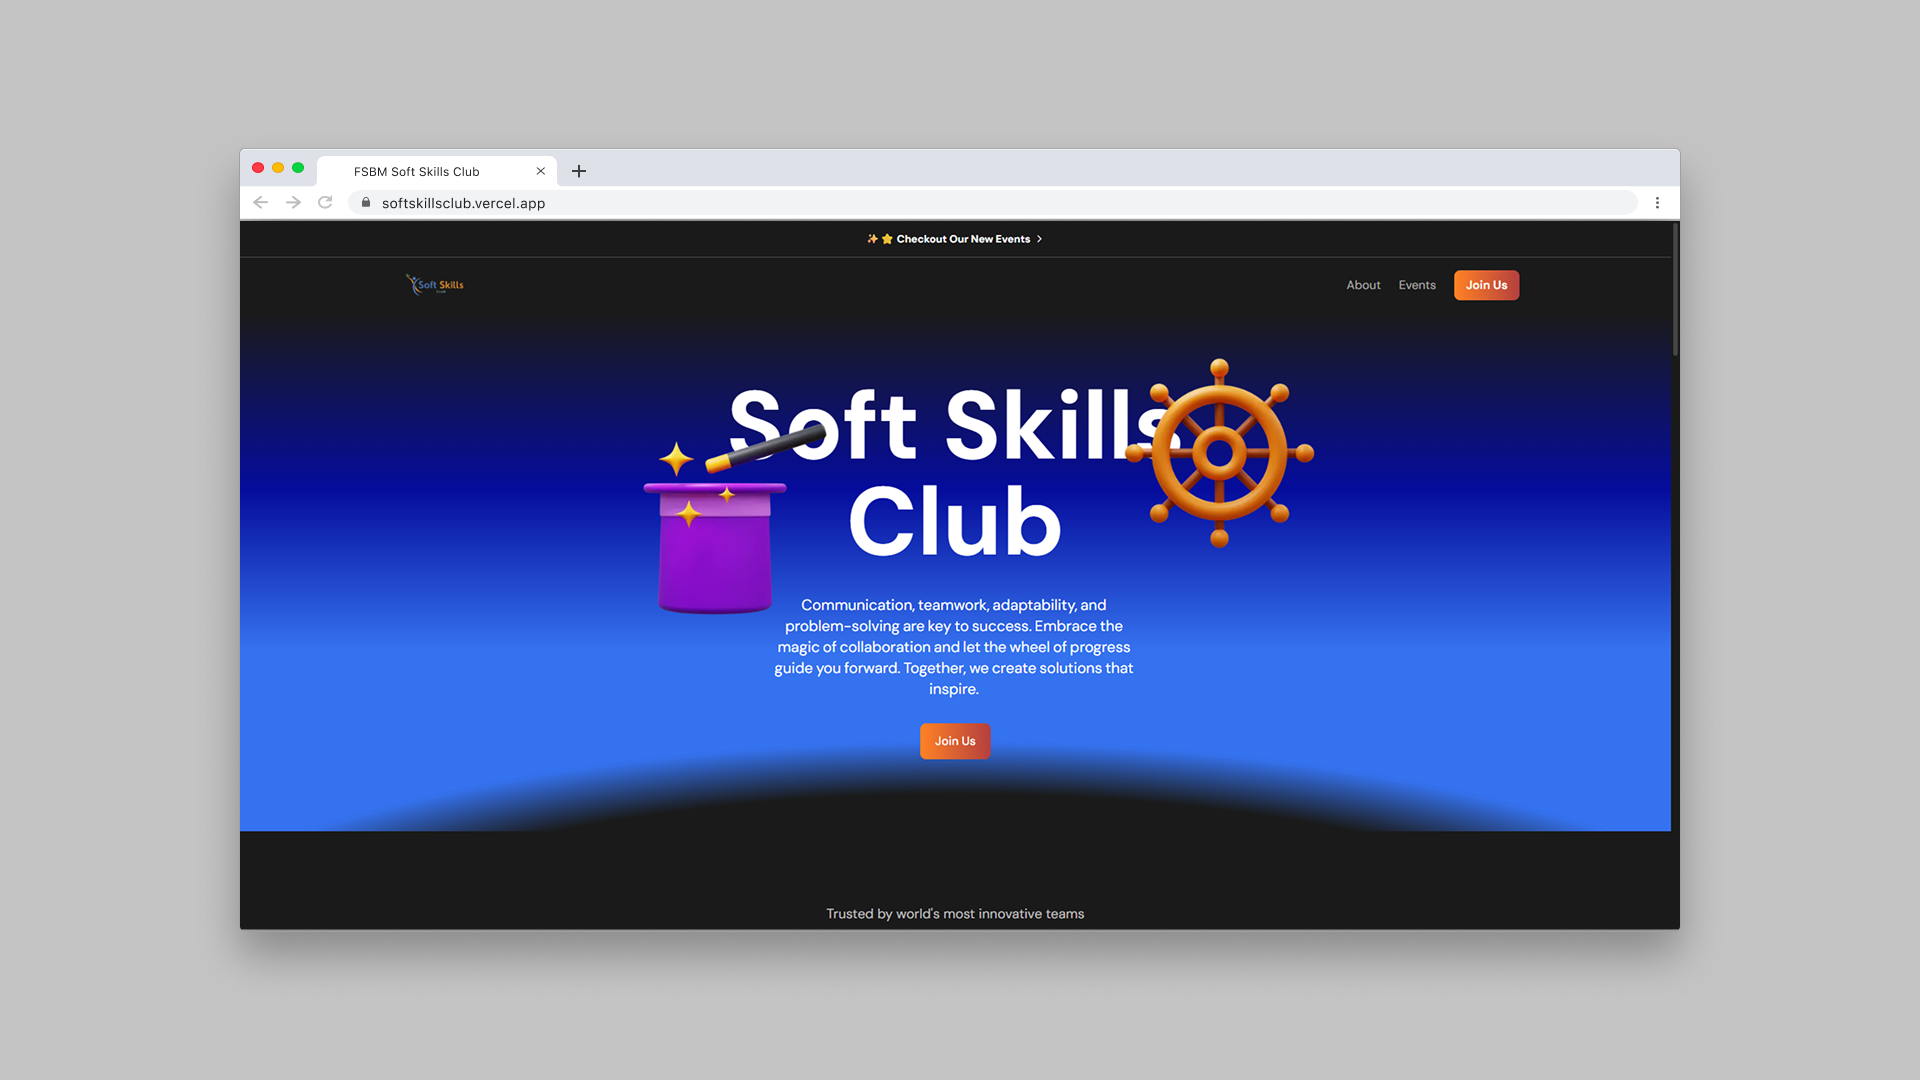 FSBM Soft Skills Club
softskillsclub.vercel.app
Checkout Our New Events
Soft Skills
CLUB
About
Events
Join Us
Soft Skills
Club
Communication, teamwork, adaptability, and
problem-solving are key to success. Embrace the
magic of collaboration and let the wheel of progress
guide you forward. Together, we create solutions that
inspire.
Join Us
Trusted by world's most innovative teams